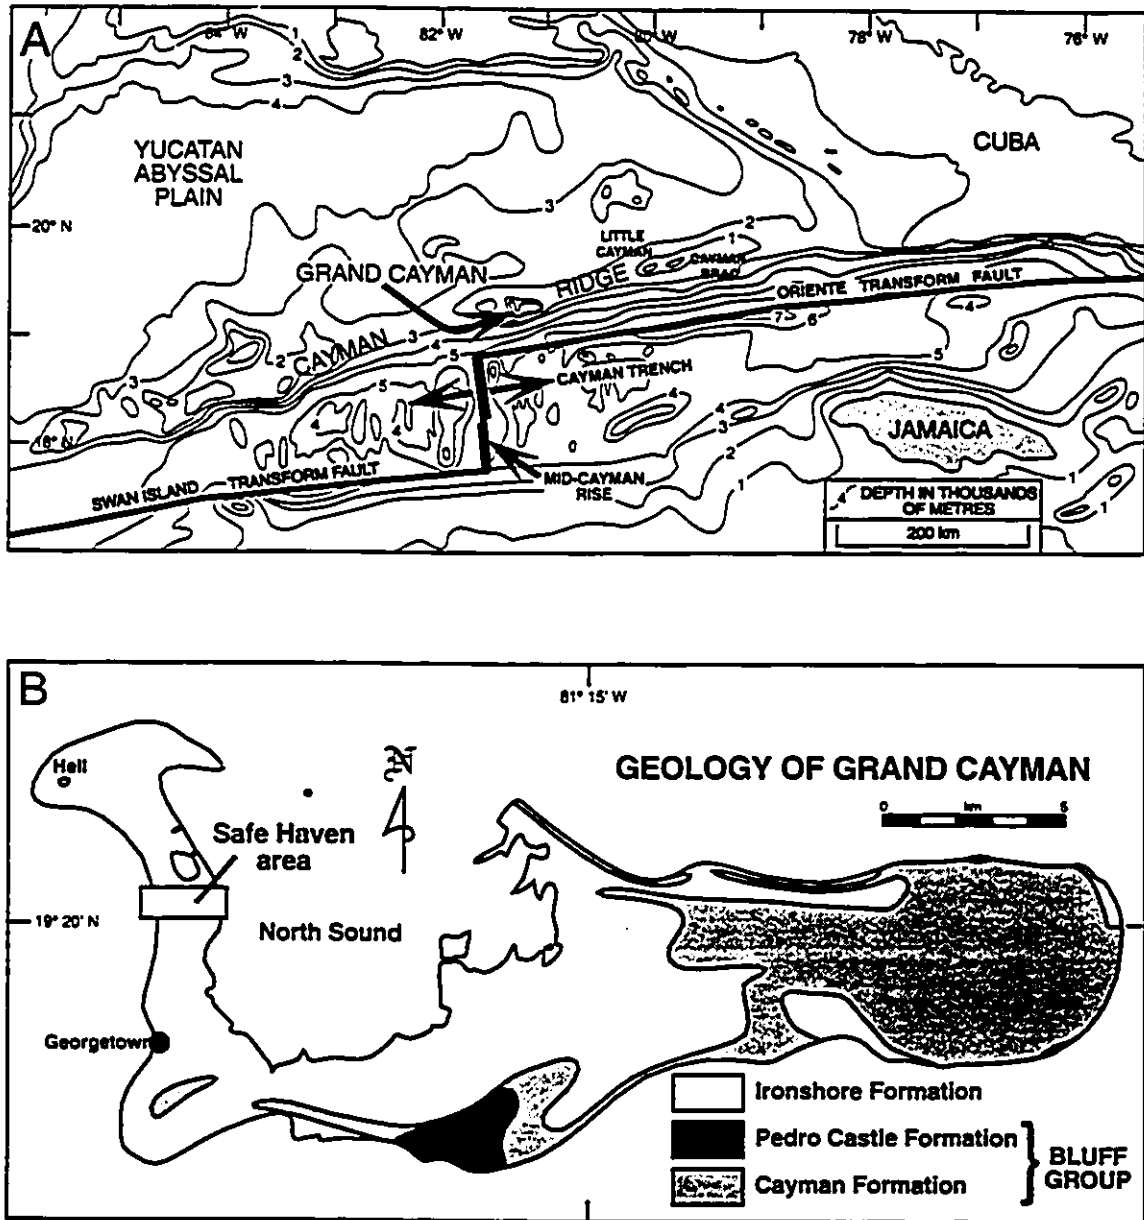 A
84° W
82° W
80° W
78° W
76° W
1
2
3
4
YUCATAN
ABYSSAL
PLAIN
CUBA
20° N
3
2
1
LITTLE
CAYMAN
CAYMAN
BRAC
GRAND CAYMAN
RIDGE
ORIENTE TRANSFORM FAULT
CAYMAN
3
4
5
7
6
4
2
3
5
5
CAYMAN TRENCH
4
4
4
4
3
2
1
JAMAICA
18° N
SWAN ISLAND TRANSFORM FAULT
MID-CAYMAN
RISE
1
1
4 DEPTH IN THOUSANDS
OF METRES
200 km
B
81° 15' W
Hell
N
GEOLOGY OF GRAND CAYMAN
0 km 5
Safe Haven
area
19° 20' N
North Sound
Georgetown
Ironshore Formation
Pedro Castle Formation
Cayman Formation
BLUFF
GROUP